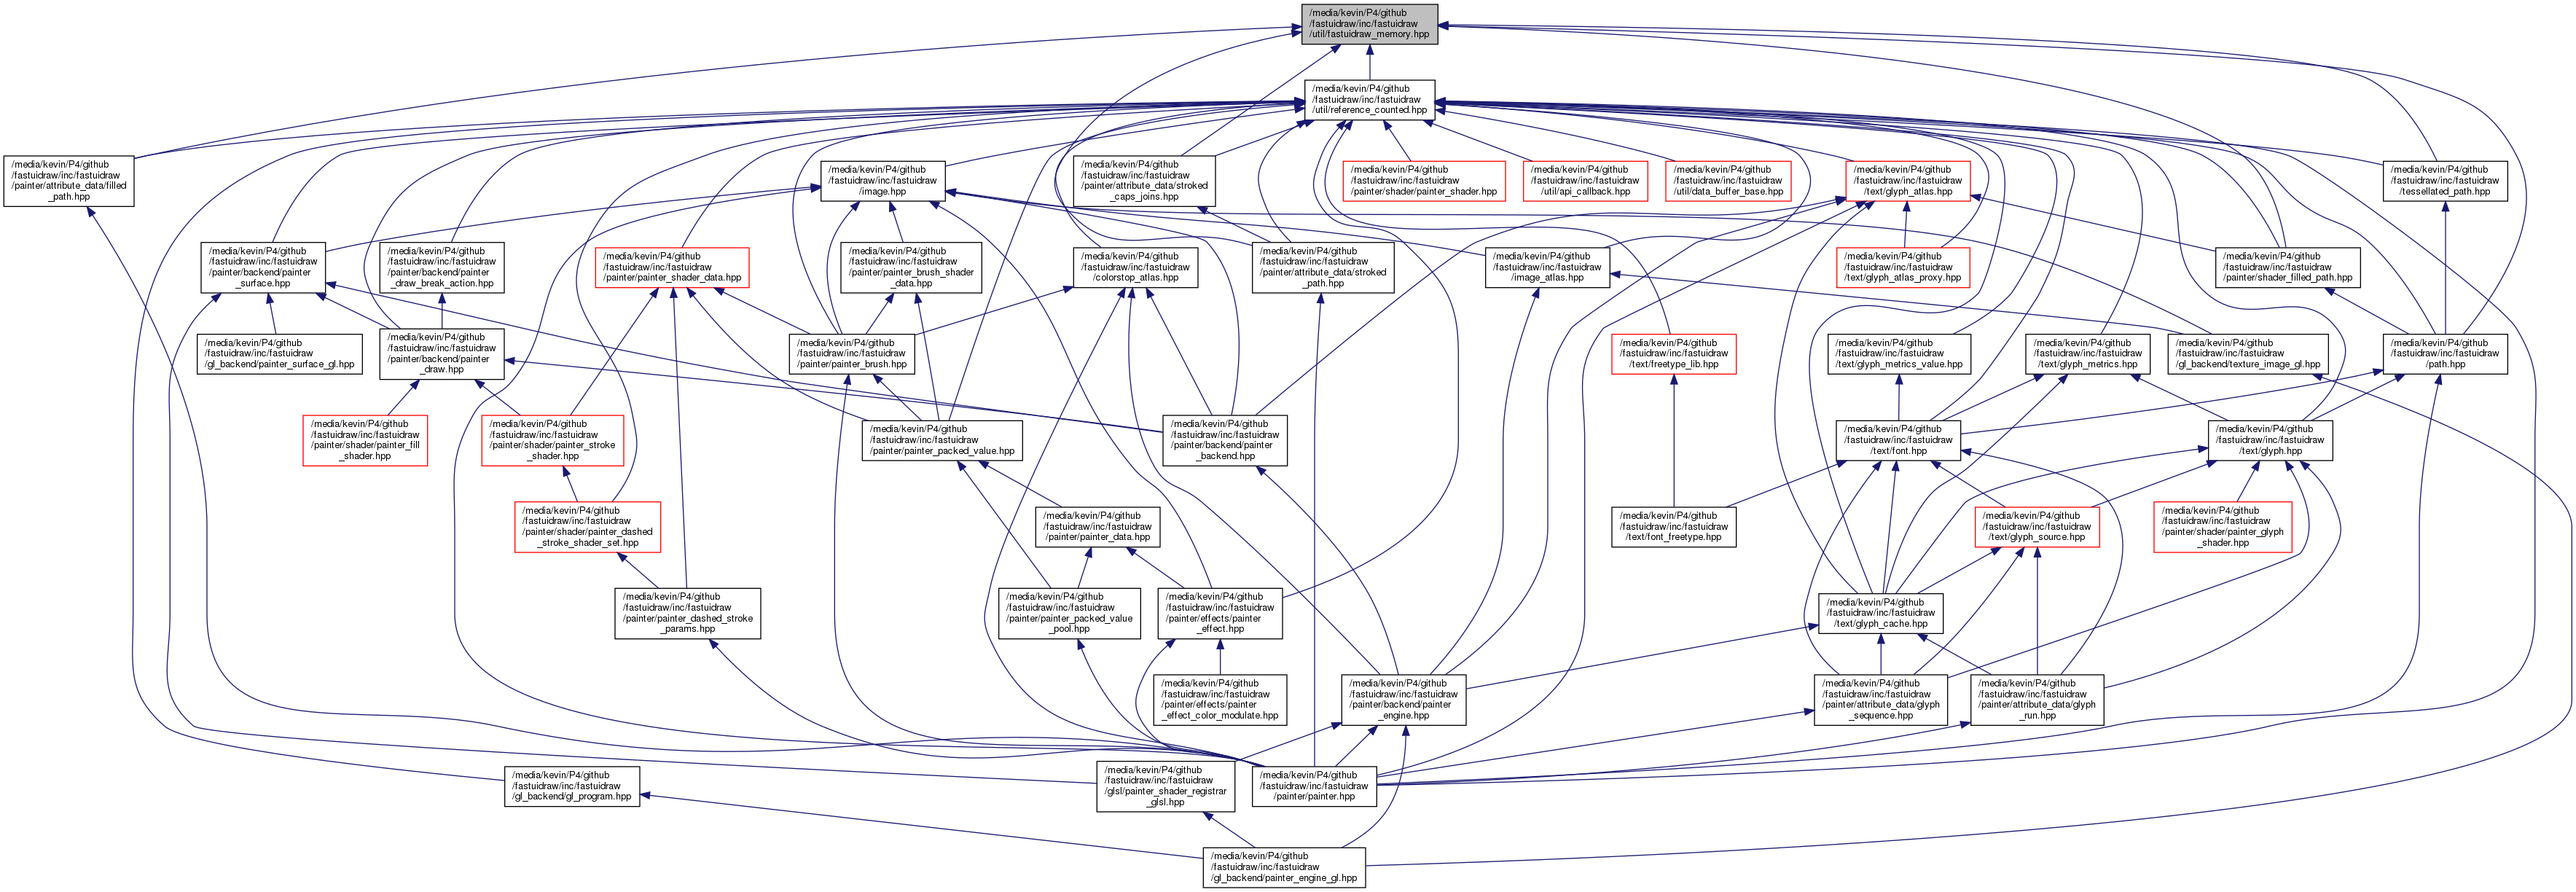 /media/kevin/P4/github
/fastuidraw/inc/fastuidraw
/util/fastuidraw_memory.hpp
/media/kevin/P4/github
/fastuidraw/inc/fastuidraw
/util/reference_counted.hpp
/media/kevin/P4/github
/fastuidraw/inc/fastuidraw
/painter/attribute_data/filled
_path.hpp
/media/kevin/P4/github
/fastuidraw/inc/fastuidraw
/image.hpp
/media/kevin/P4/github
/fastuidraw/inc/fastuidraw
/painter/attribute_data/stroked
_caps_joins.hpp
/media/kevin/P4/github
/fastuidraw/inc/fastuidraw
/painter/shader/painter_shader.hpp
/media/kevin/P4/github
/fastuidraw/inc/fastuidraw
/util/api_callback.hpp
/media/kevin/P4/github
/fastuidraw/inc/fastuidraw
/util/data_buffer_base.hpp
/media/kevin/P4/github
/fastuidraw/inc/fastuidraw
/text/glyph_atlas.hpp
/media/kevin/P4/github
/fastuidraw/inc/fastuidraw
/tessellated_path.hpp
/media/kevin/P4/github
/fastuidraw/inc/fastuidraw
/painter/backend/painter
_surface.hpp
/media/kevin/P4/github
/fastuidraw/inc/fastuidraw
/painter/backend/painter
_draw_break_action.hpp
/media/kevin/P4/github
/fastuidraw/inc/fastuidraw
/painter/painter_shader_data.hpp
/media/kevin/P4/github
/fastuidraw/inc/fastuidraw
/painter/painter_brush_shader
_data.hpp
/media/kevin/P4/github
/fastuidraw/inc/fastuidraw
/colorstop_atlas.hpp
/media/kevin/P4/github
/fastuidraw/inc/fastuidraw
/painter/attribute_data/stroked
_path.hpp
/media/kevin/P4/github
/fastuidraw/inc/fastuidraw
/image_atlas.hpp
/media/kevin/P4/github
/fastuidraw/inc/fastuidraw
/text/glyph_atlas_proxy.hpp
/media/kevin/P4/github
/fastuidraw/inc/fastuidraw
/painter/shader_filled_path.hpp
/media/kevin/P4/github
/fastuidraw/inc/fastuidraw
/gl_backend/painter_surface_gl.hpp
/media/kevin/P4/github
/fastuidraw/inc/fastuidraw
/painter/backend/painter
_draw.hpp
/media/kevin/P4/github
/fastuidraw/inc/fastuidraw
/painter/painter_brush.hpp
/media/kevin/P4/github
/fastuidraw/inc/fastuidraw
/text/freetype_lib.hpp
/media/kevin/P4/github
/fastuidraw/inc/fastuidraw
/text/glyph_metrics_value.hpp
/media/kevin/P4/github
/fastuidraw/inc/fastuidraw
/text/glyph_metrics.hpp
/media/kevin/P4/github
/fastuidraw/inc/fastuidraw
/gl_backend/texture_image_gl.hpp
/media/kevin/P4/github
/fastuidraw/inc/fastuidraw
/path.hpp
/media/kevin/P4/github
/fastuidraw/inc/fastuidraw
/painter/shader/painter_fill
_shader.hpp
/media/kevin/P4/github
/fastuidraw/inc/fastuidraw
/painter/shader/painter_stroke
_shader.hpp
/media/kevin/P4/github
/fastuidraw/inc/fastuidraw
/painter/painter_packed_value.hpp
/media/kevin/P4/github
/fastuidraw/inc/fastuidraw
/painter/backend/painter
_backend.hpp
/media/kevin/P4/github
/fastuidraw/inc/fastuidraw
/text/font.hpp
/media/kevin/P4/github
/fastuidraw/inc/fastuidraw
/text/glyph.hpp
/media/kevin/P4/github
/fastuidraw/inc/fastuidraw
/painter/shader/painter_dashed
_stroke_shader_set.hpp
/media/kevin/P4/github
/fastuidraw/inc/fastuidraw
/painter/painter_data.hpp
/media/kevin/P4/github
/fastuidraw/inc/fastuidraw
/text/font_freetype.hpp
/media/kevin/P4/github
/fastuidraw/inc/fastuidraw
/text/glyph_source.hpp
/media/kevin/P4/github
/fastuidraw/inc/fastuidraw
/painter/shader/painter_glyph
_shader.hpp
/media/kevin/P4/github
/fastuidraw/inc/fastuidraw
/painter/painter_dashed_stroke
_params.hpp
/media/kevin/P4/github
/fastuidraw/inc/fastuidraw
/painter/painter_packed_value
_pool.hpp
/media/kevin/P4/github
/fastuidraw/inc/fastuidraw
/painter/effects/painter
_effect.hpp
/media/kevin/P4/github
/fastuidraw/inc/fastuidraw
/text/glyph_cache.hpp
/media/kevin/P4/github
/fastuidraw/inc/fastuidraw
/painter/effects/painter
_effect_color_modulate.hpp
/media/kevin/P4/github
/fastuidraw/inc/fastuidraw
/painter/backend/painter
_engine.hpp
/media/kevin/P4/github
/fastuidraw/inc/fastuidraw
/painter/attribute_data/glyph
_sequence.hpp
/media/kevin/P4/github
/fastuidraw/inc/fastuidraw
/painter/attribute_data/glyph
_run.hpp
/media/kevin/P4/github
/fastuidraw/inc/fastuidraw
/gl_backend/gl_program.hpp
/media/kevin/P4/github
/fastuidraw/inc/fastuidraw
/glsl/painter_shader_registrar
_glsl.hpp
/media/kevin/P4/github
/fastuidraw/inc/fastuidraw
/painter/painter.hpp
/media/kevin/P4/github
/fastuidraw/inc/fastuidraw
/gl_backend/painter_engine_gl.hpp